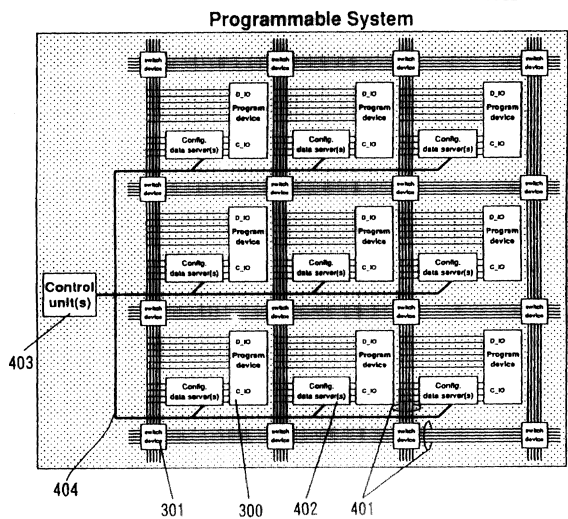 Programmable System
switch device switch device switch device switch device
D_IO D_IO D_IO
Program device Program device Program device
Config. data server(s) Config. data server(s) Config. data server(s)
C_IO C_IO C_IO
switch device switch device switch device switch device
D_IO D_IO D_IO
Program device Program device Program device
Config. data server(s) Config. data server(s) Config. data server(s)
C_IO C_IO C_IO
Control unit(s)
switch device switch device switch device switch device
D_IO D_IO D_IO
Program device Program device Program device
403
Config. data server(s) Config. data server(s) Config. data server(s)
C_IO C_IO C_IO
switch device switch device switch device switch device
404
301 300 402 401